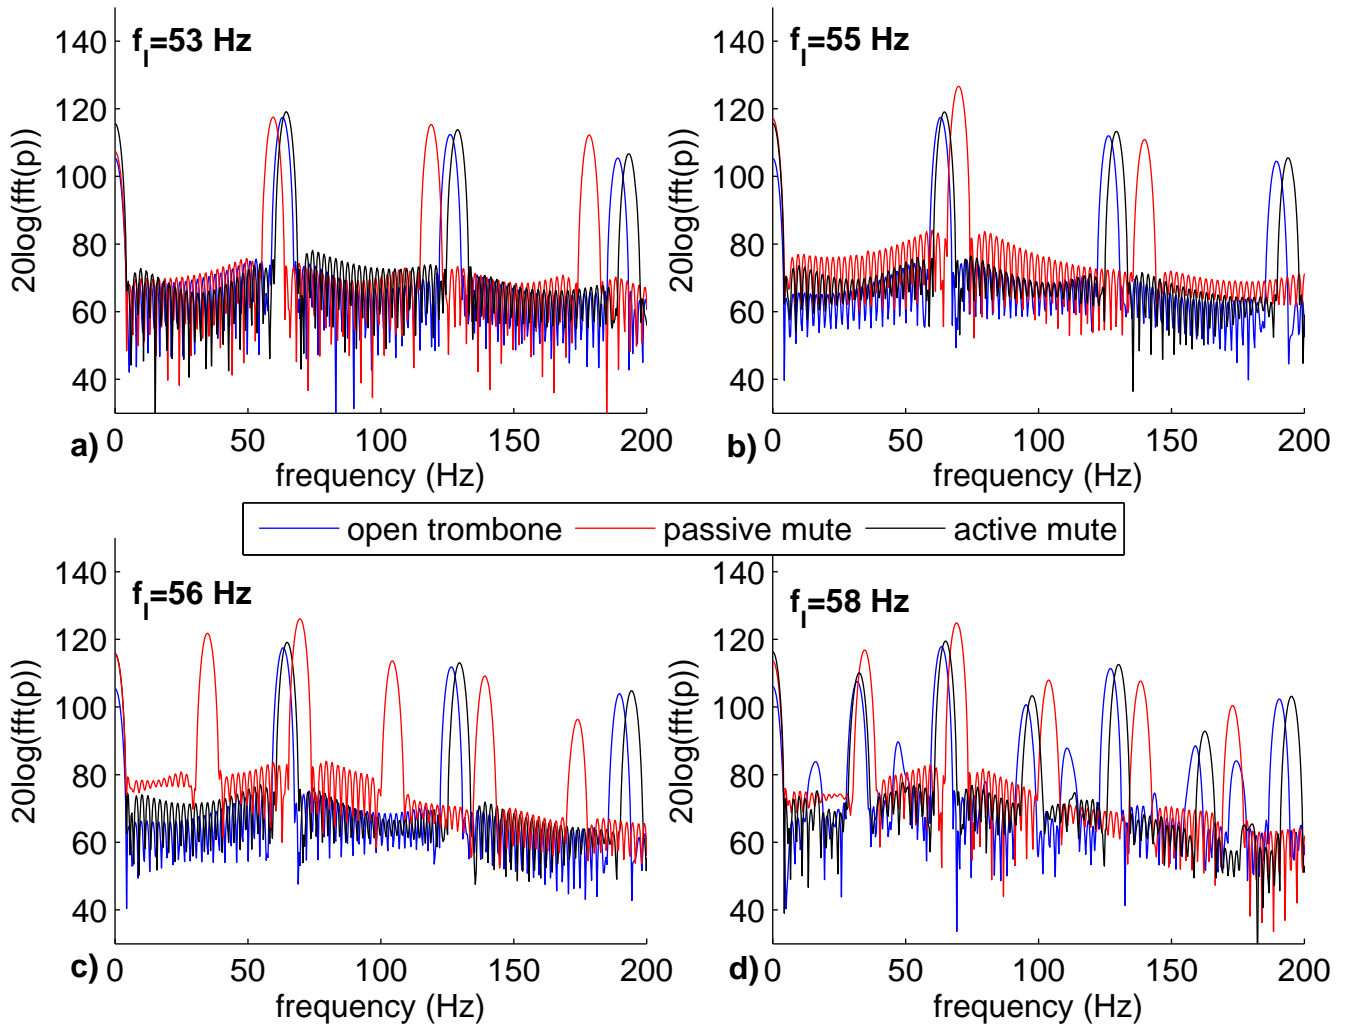 f_l=53 Hz
140
120
100
80
60
40
20log(fft(p))
a) 0 50 100 150 200
frequency (Hz)
f_l=55 Hz
140
120
100
80
60
40
20log(fft(p))
b) 0 50 100 150 200
frequency (Hz)
open trombone passive mute active mute
f_l=56 Hz
140
120
100
80
60
40
20log(fft(p))
c) 0 50 100 150 200
frequency (Hz)
f_l=58 Hz
140
120
100
80
60
40
20log(fft(p))
d) 0 50 100 150 200
frequency (Hz)